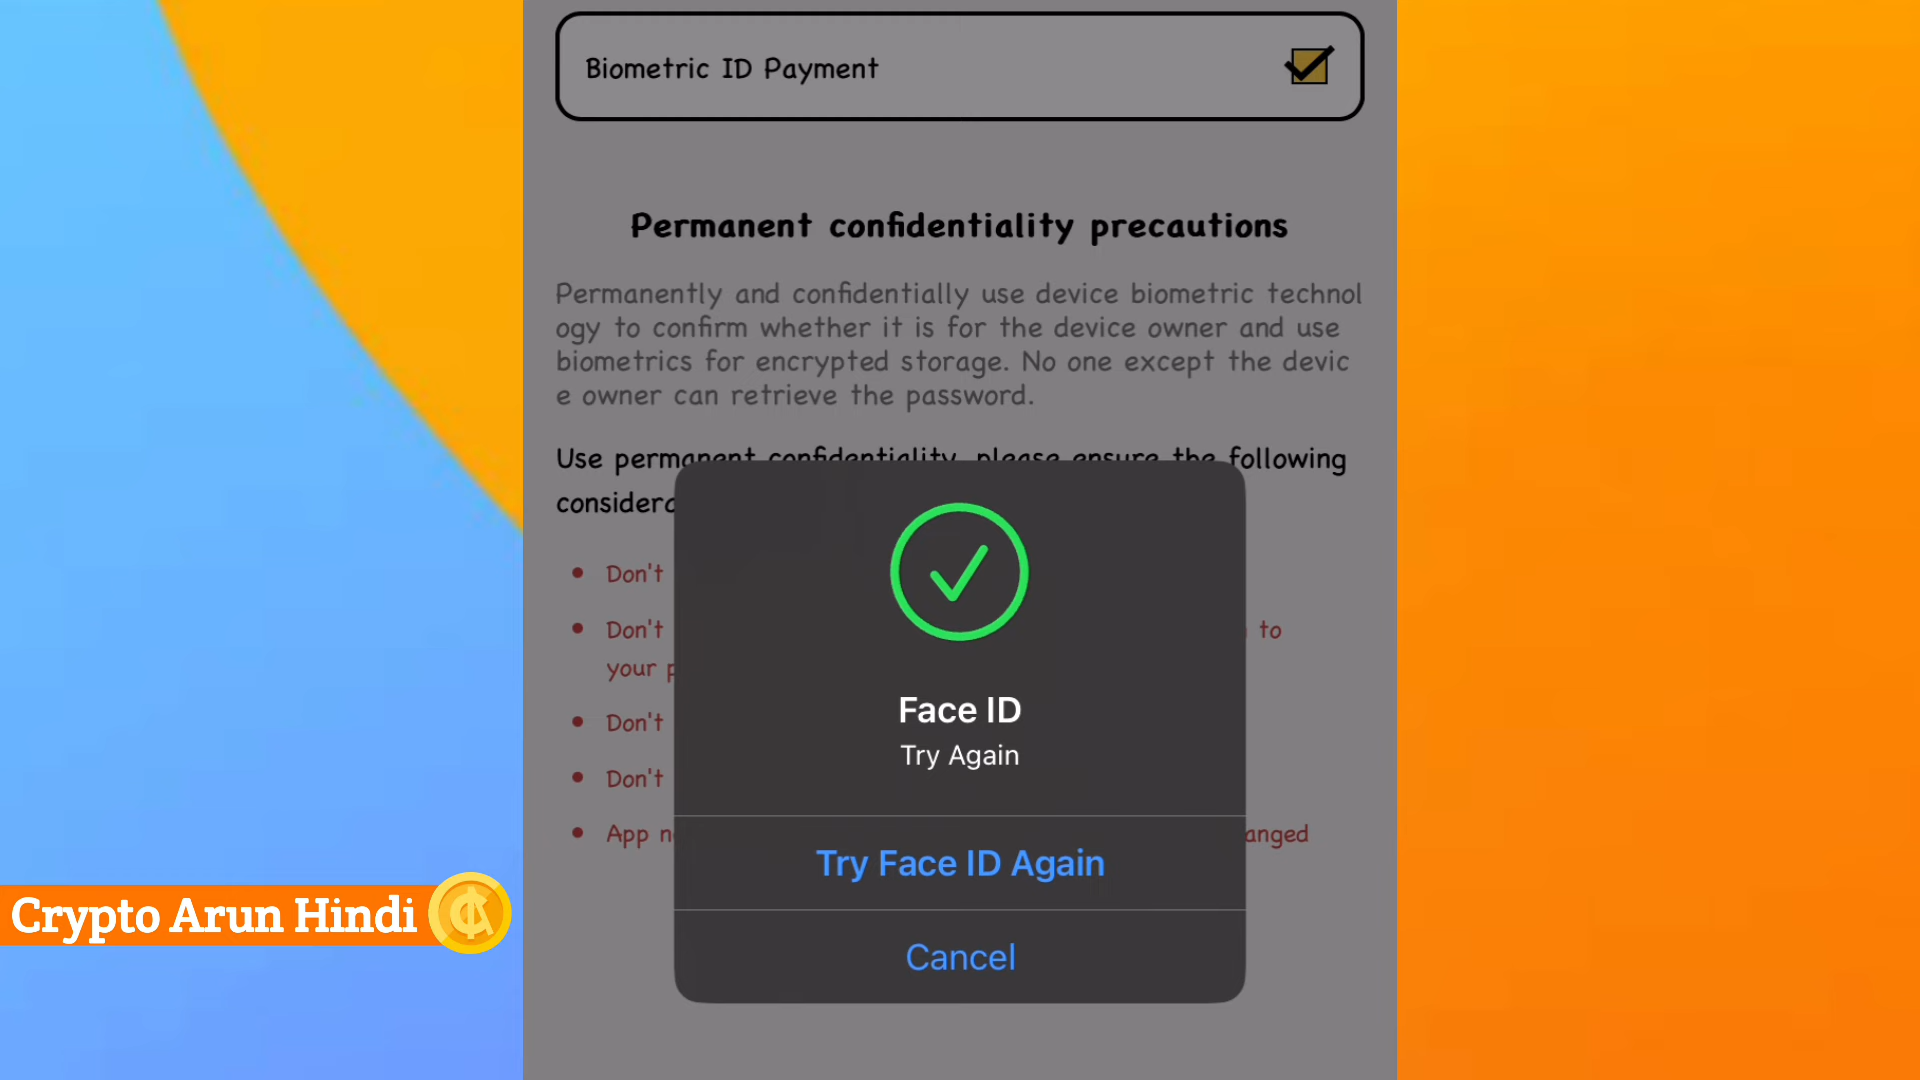 Biometric ID Payment
Permanent confidentiality precautions
Permanently and confidentially use device biometric technol
ogy to confirm whether it is for the device owner and use
biometrics for encrypted storage. No one except the devic
e owner can retrieve the password.
Use permanent confidentiality, please ensure the following
Don't
Don't to
your
Don't
Don't
App anged
Face ID
Try Again
Try Face ID Again
Cancel
Crypto Arun Hindi